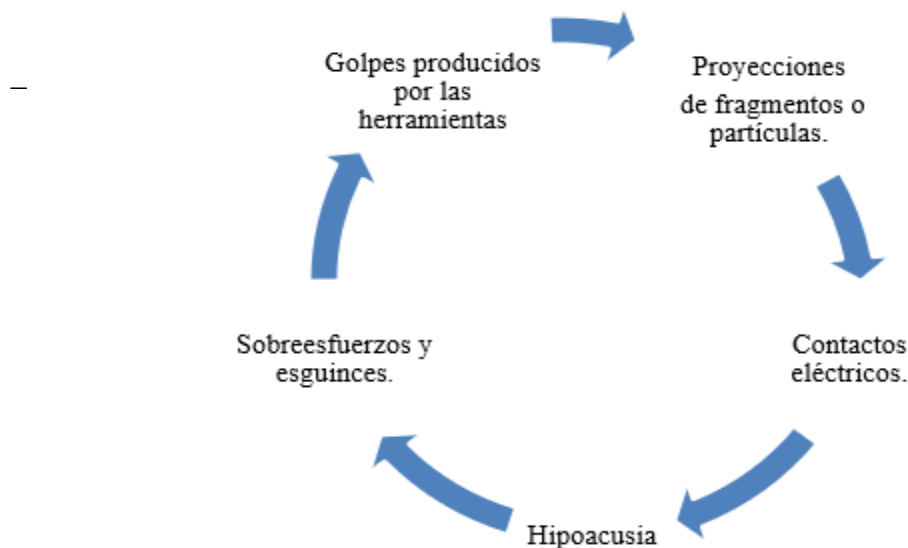 Golpes producidos
por las
herramientas
Proyecciones
de fragmentos o
partículas.
Contactos
eléctricos.
Hipoacusia
Sobreesfuerzos y
esguinces.